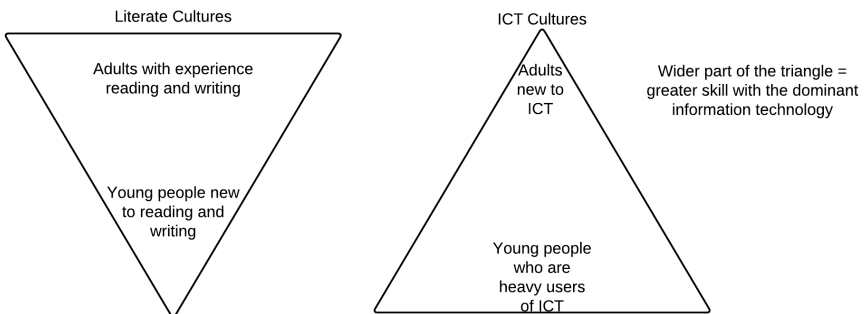 Literate Cultures
Adults with experience
reading and writing
Young people new
to reading and
writing
ICT Cultures
Adults
new to
ICT
Young people
who are
heavy users
of ICT
Wider part of the triangle =
greater skill with the dominant
information technology